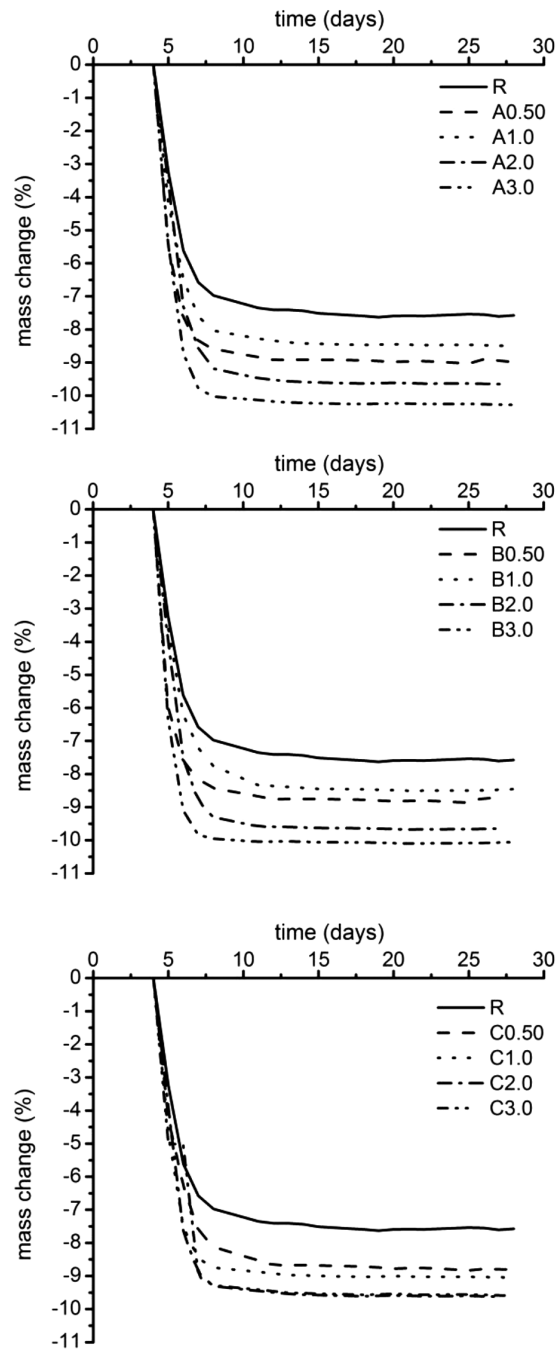 time (days)
0 5 10 15 20 25 30
0
-1
-2
-3
-4
-5
-6
-7
-8
-9
-10
-11
mass change (%)
R
A0.50
A1.0
A2.0
A3.0
time (days)
0 5 10 15 20 25 30
0
-1
-2
-3
-4
-5
-6
-7
-8
-9
-10
-11
mass change (%)
R
B0.50
B1.0
B2.0
B3.0
time (days)
0 5 10 15 20 25 30
0
-1
-2
-3
-4
-5
-6
-7
-8
-9
-10
-11
mass change (%)
R
C0.50
C1.0
C2.0
C3.0